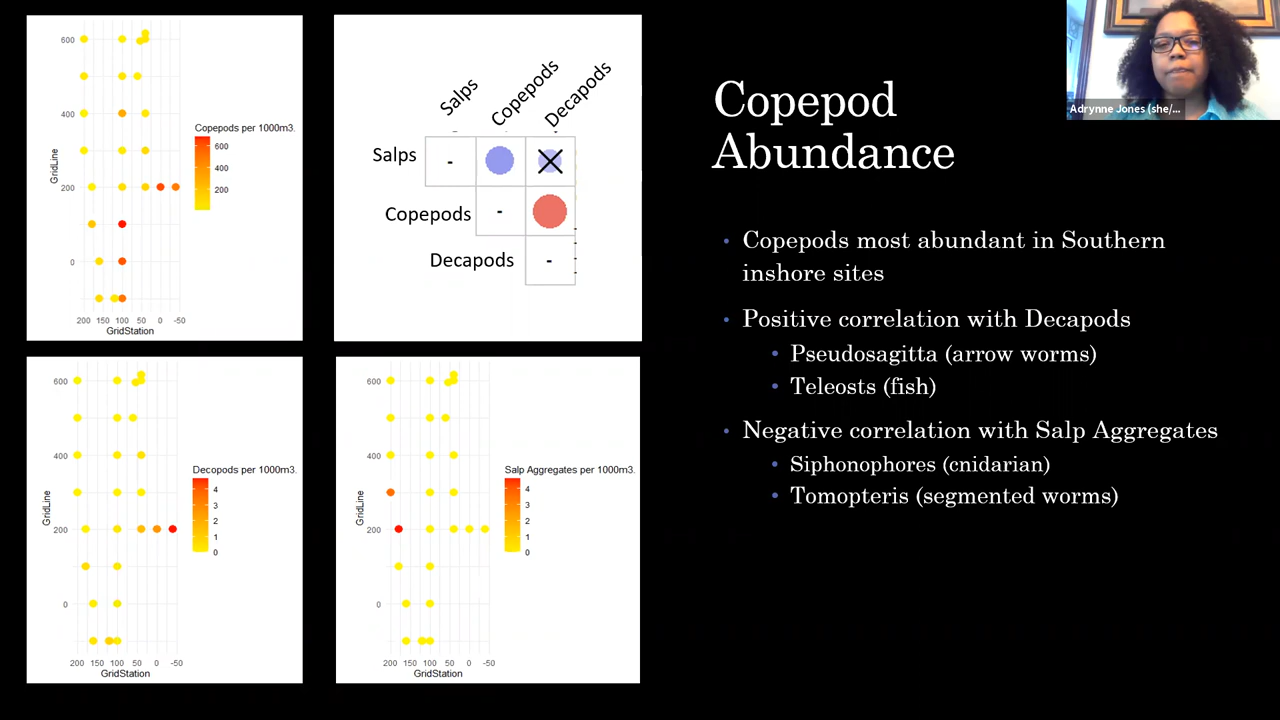 600
400
200
0
GridLine
200 150 100 50 0 -50
GridStation
Copepods per 1000m3.
600
400
200
Salps
Copepods
Decapods
Salps
-
Copepods
-
Decapods
-
Copepod
Abundance
• Copepods most abundant in Southern
inshore sites
• Positive correlation with Decapods
• Pseudosagitta (arrow worms)
• Teleosts (fish)
• Negative correlation with Salp Aggregates
• Siphonophores (cnidarian)
• Tomopteris (segmented worms)
Adrynne Jones (she/...
600
400
200
0
GridLine
200 150 100 50 0 -50
GridStation
Decopods per 1000m3.
4
3
2
1
0
600
400
200
0
GridLine
200 150 100 50 0 -50
GridStation
Salp Aggregates per 1000m3.
4
3
2
1
0